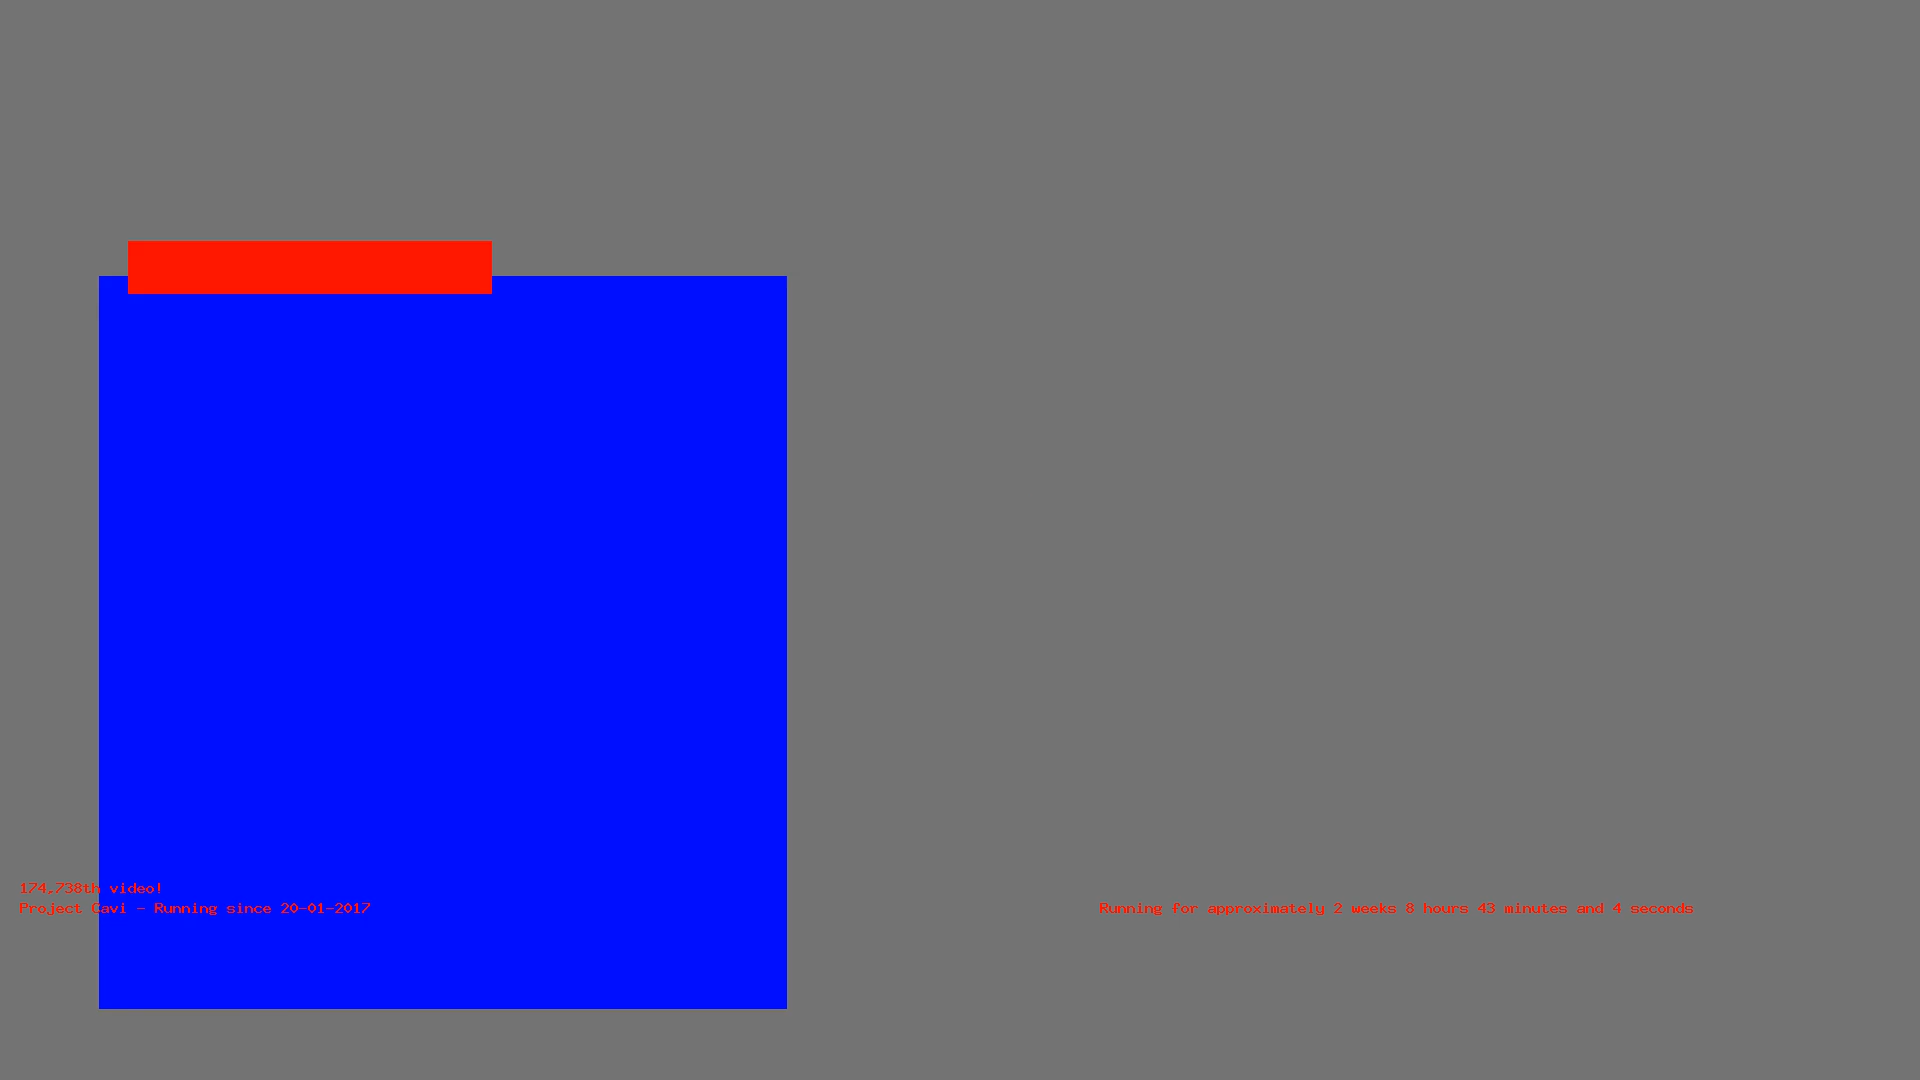 174,738th video!
Project Cavi - Running since 20-01-2017
Running for approximately 2 weeks 8 hours 43 minutes and 4 seconds